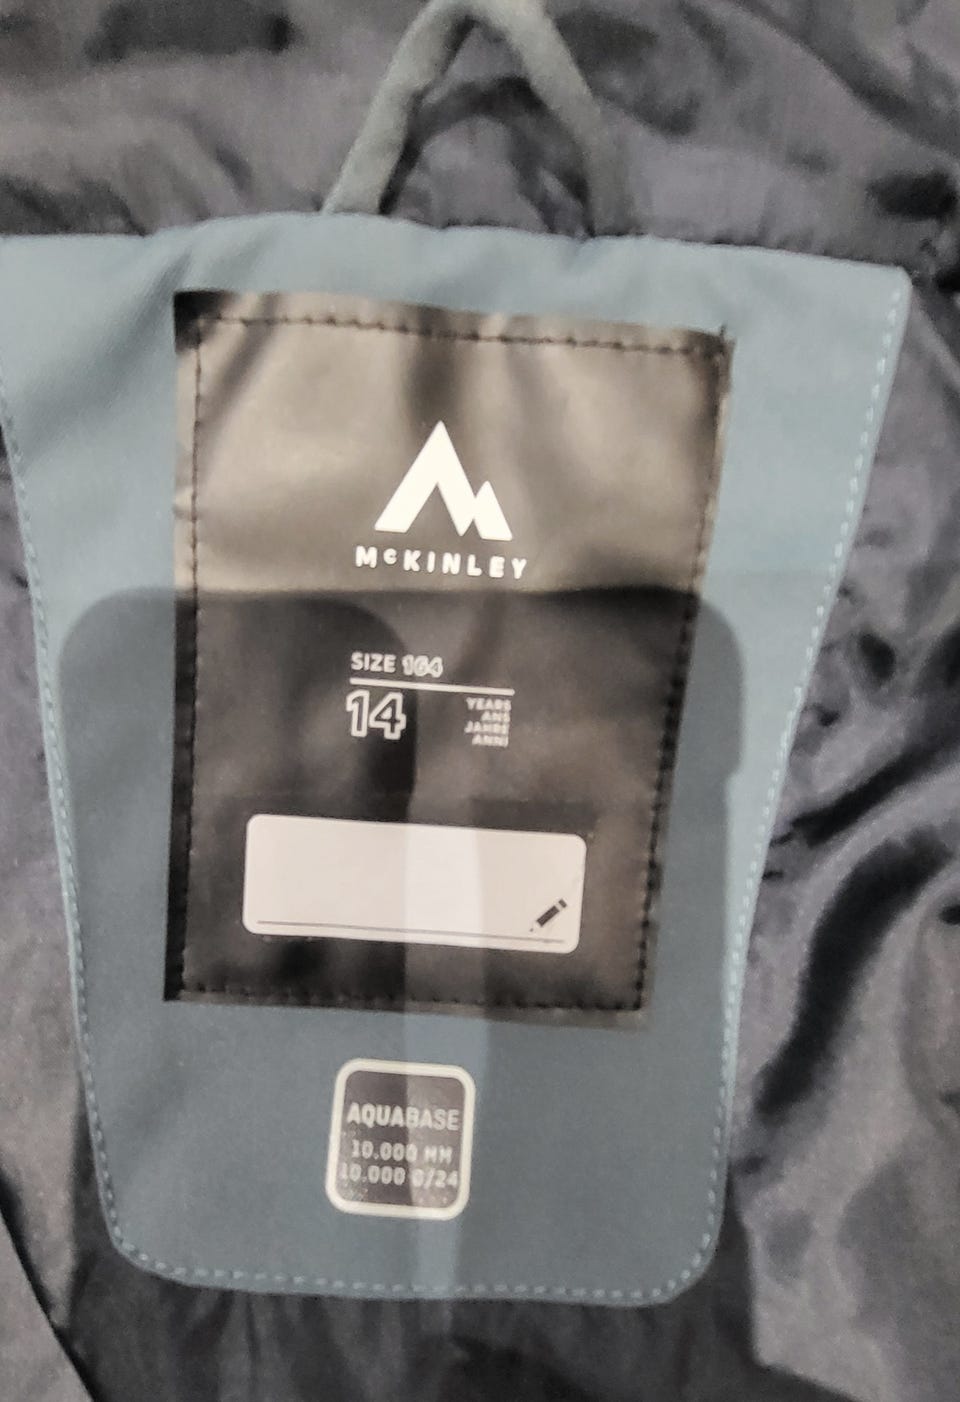 McKINLEY
SIZE 164
14
YEARS
ANS
JAHRE
ANNI
AQUABASE
10.000 MM
10.000 G/24